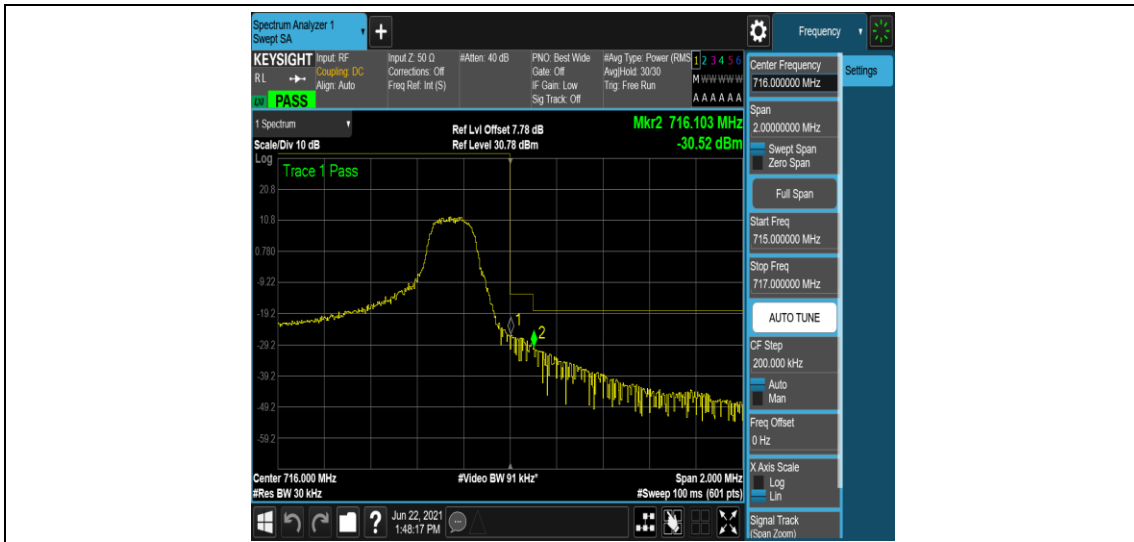 Spectrum Analyzer 1
Swept SA
+
Frequency
KEYSIGHT
RL
LXI PASS
Input: RF
Coupling: DC
Align: Auto
Input Z: 50 Ω
Corrections: Off
Freq Ref: Int (S)
#Atten: 40 dB
PNO: Best Wide
Gate: Off
IF Gain: Low
Sig Track: Off
#Avg Type: Power (RMS
Avg|Hold: 30/30
Trig: Free Run
1 2 3 4 5 6
M W W W W W
A A A A A A
1 Spectrum
Scale/Div 10 dB
Ref Lvl Offset 7.78 dB
Ref Level 30.78 dBm
Mkr2 716.103 MHz
-30.52 dBm
Log
Trace 1 Pass
20.8
10.8
0.780
-9.22
-19.2
-29.2
-39.2
-49.2
-59.2
1
2
Center 716.000 MHz
#Res BW 30 kHz
#Video BW 91 kHz*
Span 2.000 MHz
#Sweep 100 ms (601 pts)
?
Jun 22, 2021
1:48:17 PM
Center Frequency
716.000000 MHz
Settings
Span
2.00000000 MHz
Swept Span
Zero Span
Full Span
Start Freq
715.000000 MHz
Stop Freq
717.000000 MHz
AUTO TUNE
CF Step
200.000 kHz
Auto
Man
Freq Offset
0 Hz
X Axis Scale
Log
Lin
Signal Track
(Span Zoom)